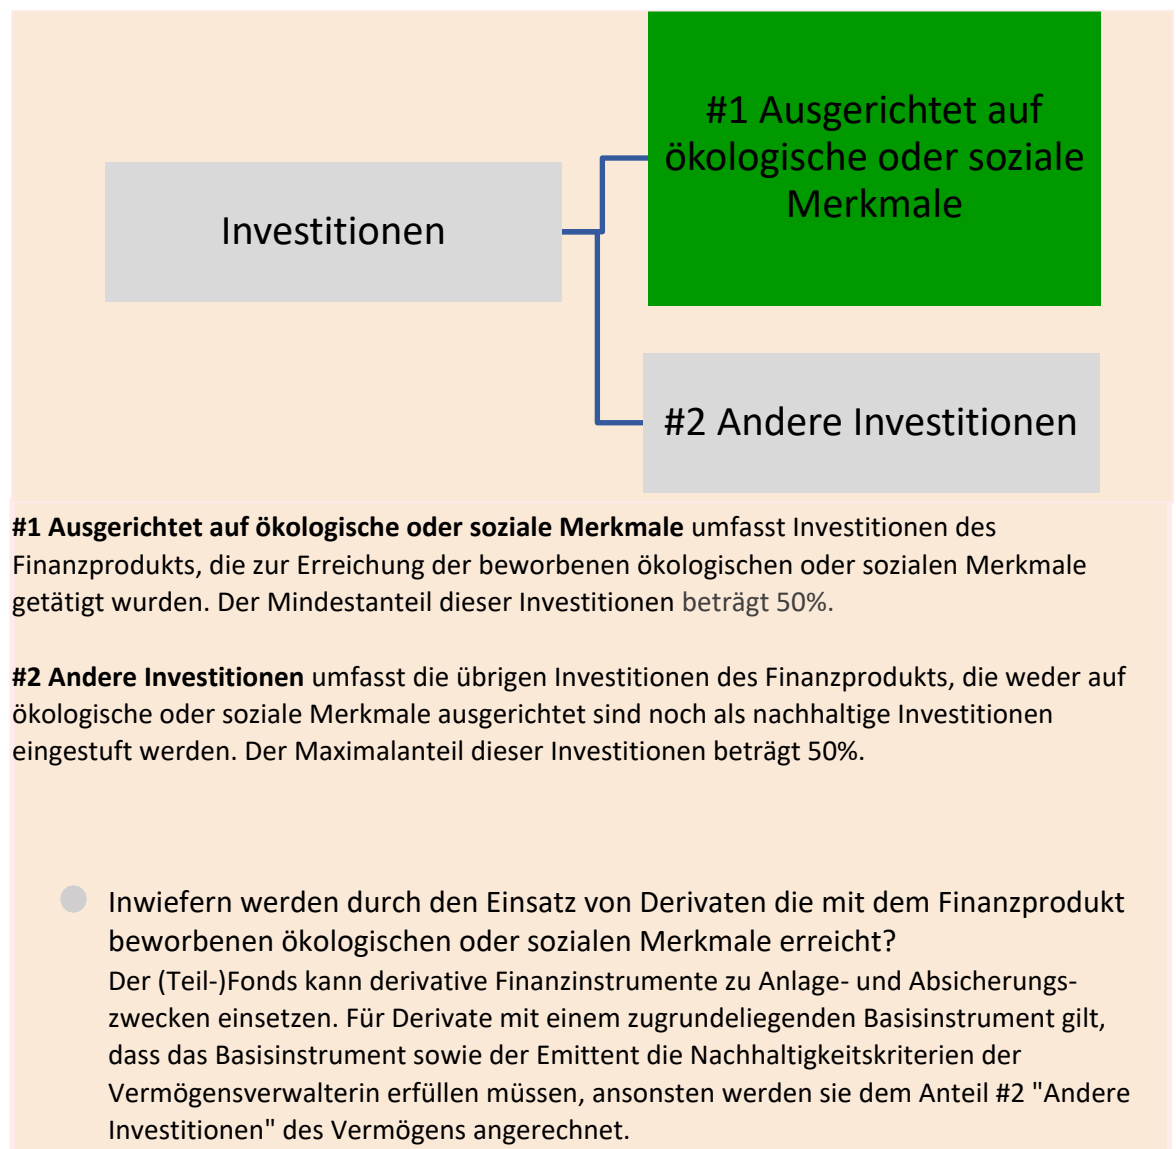 #1 Ausgerichtet auf
ökologische oder soziale
Merkmale
Investitionen
#2 Andere Investitionen
#1 Ausgerichtet auf ökologische oder soziale Merkmale umfasst Investitionen des
Finanzprodukts, die zur Erreichung der beworbenen ökologischen oder sozialen Merkmale
getätigt wurden. Der Mindestanteil dieser Investitionen beträgt 50%.
#2 Andere Investitionen umfasst die übrigen Investitionen des Finanzprodukts, die weder auf
ökologische oder soziale Merkmale ausgerichtet sind noch als nachhaltige Investitionen
eingestuft werden. Der Maximalanteil dieser Investitionen beträgt 50%.
Inwiefern werden durch den Einsatz von Derivaten die mit dem Finanzprodukt
beworbenen ökologischen oder sozialen Merkmale erreicht?
Der (Teil-)Fonds kann derivative Finanzinstrumente zu Anlage- und Absicherungs-
zwecken einsetzen. Für Derivate mit einem zugrundeliegenden Basisinstrument gilt,
dass das Basisinstrument sowie der Emittent die Nachhaltigkeitskriterien der
Vermögensverwalterin erfüllen müssen, ansonsten werden sie dem Anteil #2 "Andere
Investitionen" des Vermögens angerechnet.